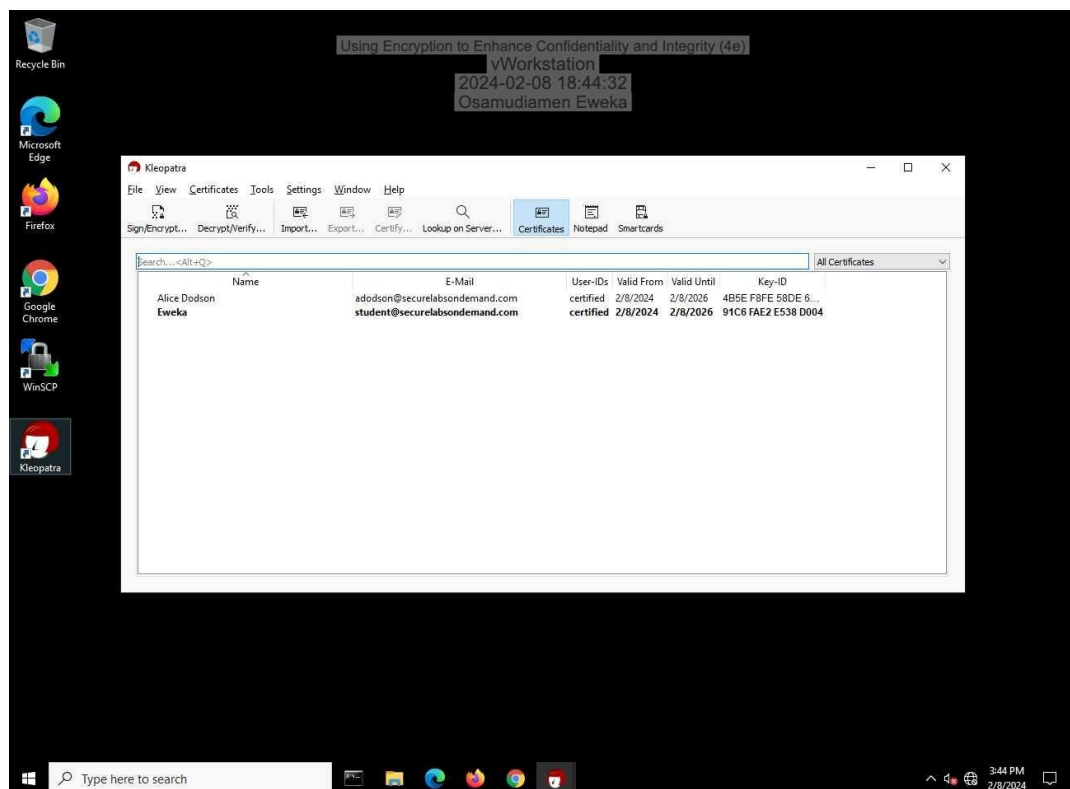 Recycle Bin
Using Encryption to Enhance Confidentiality and Integrity (4e)
vWorkstation
2024-02-08 18:44:32
Osamudiamen Eweka
Microsoft
Edge
Firefox
Google
Chrome
WinSCP
Kleopatra
Kleopatra
File View Certificates Tools Settings Window Help
Sign/Encrypt... Decrypt/Verify... Import... Export... Certify... Lookup on Server... Certificates Notepad Smartcards
Search...<Alt+Q> All Certificates
Name E-Mail User-IDs Valid From Valid Until Key-ID
Alice Dodson adodson@securelabsondemand.com certified 2/8/2024 2/8/2026 4B5E F8FE 58DE 6...
Eweka student@securelabsondemand.com certified 2/8/2024 2/8/2026 91C6 FAE2 E538 D004
Type here to search
3:44 PM
2/8/2024